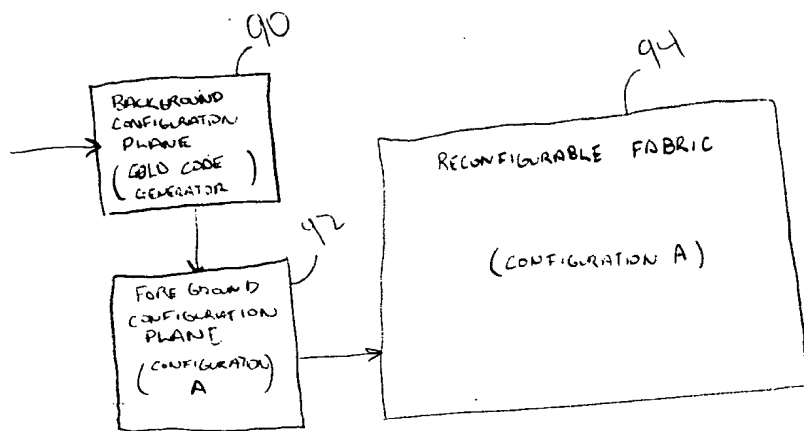 90
BACKGROUND
CONFIGURATION
PLANE
(GOLD CODE
GENERATOR)
92
FOREGROUND
CONFIGURATION
PLANE
(CONFIGURATION
A)
94
RECONFIGURABLE FABRIC
(CONFIGURATION A)